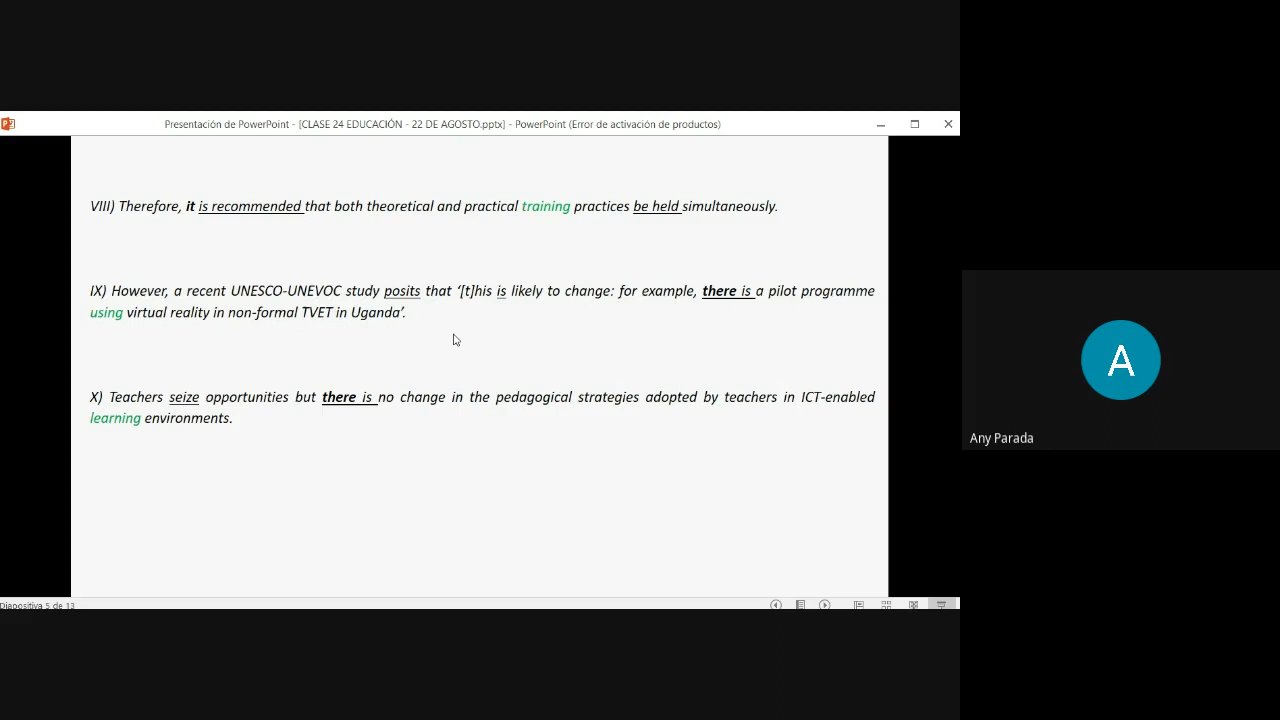 Presentación de PowerPoint - [CLASE 24 EDUCACIÓN - 22 DE AGOSTO.pptx] - PowerPoint (Error de activación de productos)
VIII) Therefore, it is recommended that both theoretical and practical training practices be held simultaneously.
IX) However, a recent UNESCO-UNEVOC study posits that ‘[t]his is likely to change: for example, there is a pilot programme
using virtual reality in non-formal TVET in Uganda’.
X) Teachers seize opportunities but there is no change in the pedagogical strategies adopted by teachers in ICT-enabled
learning environments.
A
Any Parada
Diapositiva 5 de 13